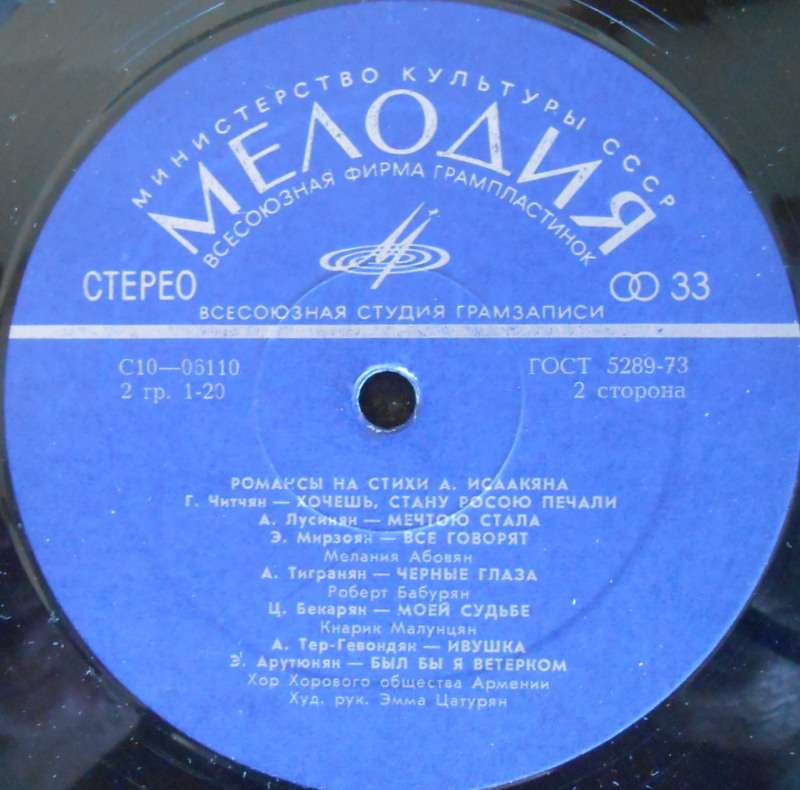 МИНИСТЕРСТВО КУЛЬТУРЫ СССР
МЕЛОДИЯ
ВСЕСОЮЗНАЯ ФИРМА ГРАМПЛАСТИНОК
СТЕРЕО
33
ВСЕСОЮЗНАЯ СТУДИЯ ГРАМЗАПИСИ
С10—06110
ГОСТ 5289-73
2 гр. 1-20
2 сторона
РОМАНСЫ НА СТИХИ А. ИСААКЯНА
Г. Читчян — ХОЧЕШЬ, СТАНУ РОСОЮ ПЕЧАЛИ
А. Лусинян — МЕЧТОЮ СТАЛА
Э. Мирзоян — ВСЕ ГОВОРЯТ
Мелания Абовян
А. Тигранян — ЧЕРНЫЕ ГЛАЗА
Роберт Бабурян
Ц. Бекарян — МОЕЙ СУДЬБЕ
Кнарик Малунцян
А. Тер-Гевондян — ИВУШКА
Э. Арутюнян — БЫЛ БЫ Я ВЕТЕРКОМ
Хор Хорового общества Армении
Худ. рук. Эмма Цатурян